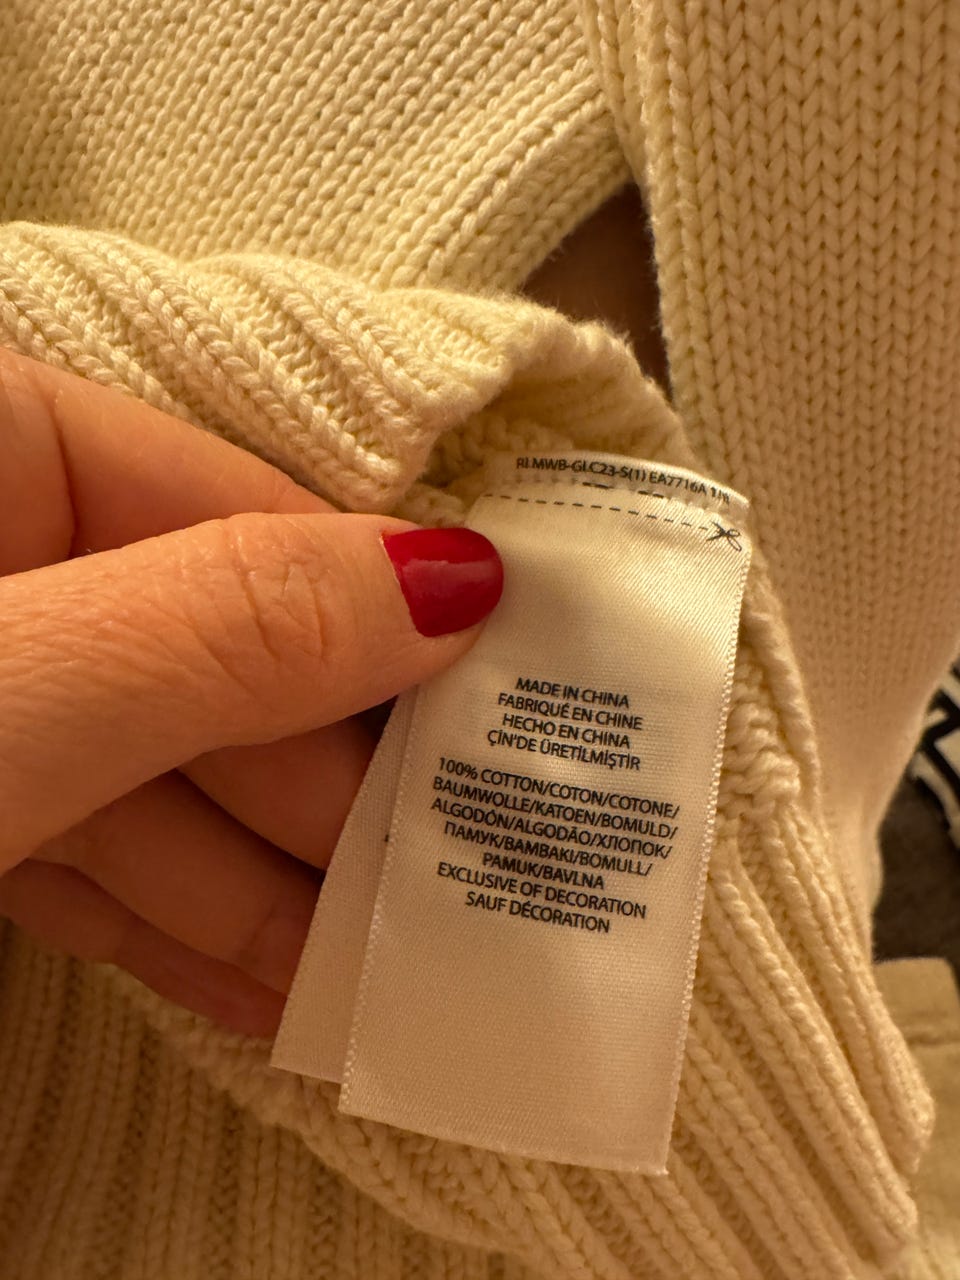 RLMWB-GLC23-S(1) EA7716A
MADE IN CHINA
FABRIQUÉ EN CHINE
HECHO EN CHINA
ÇİN'DE ÜRETİLMİŞTİR
100% COTTON/COTON/COTONE/
BAUMWOLLE/KATOEN/BOMULD/
ALGODÓN/ALGODÃO/ХЛОПОК/
ПАМУК/BAMBAKI/BOMULL/
PAMUK/BAVLNA
EXCLUSIVE OF DECORATION
SAUF DÉCORATION